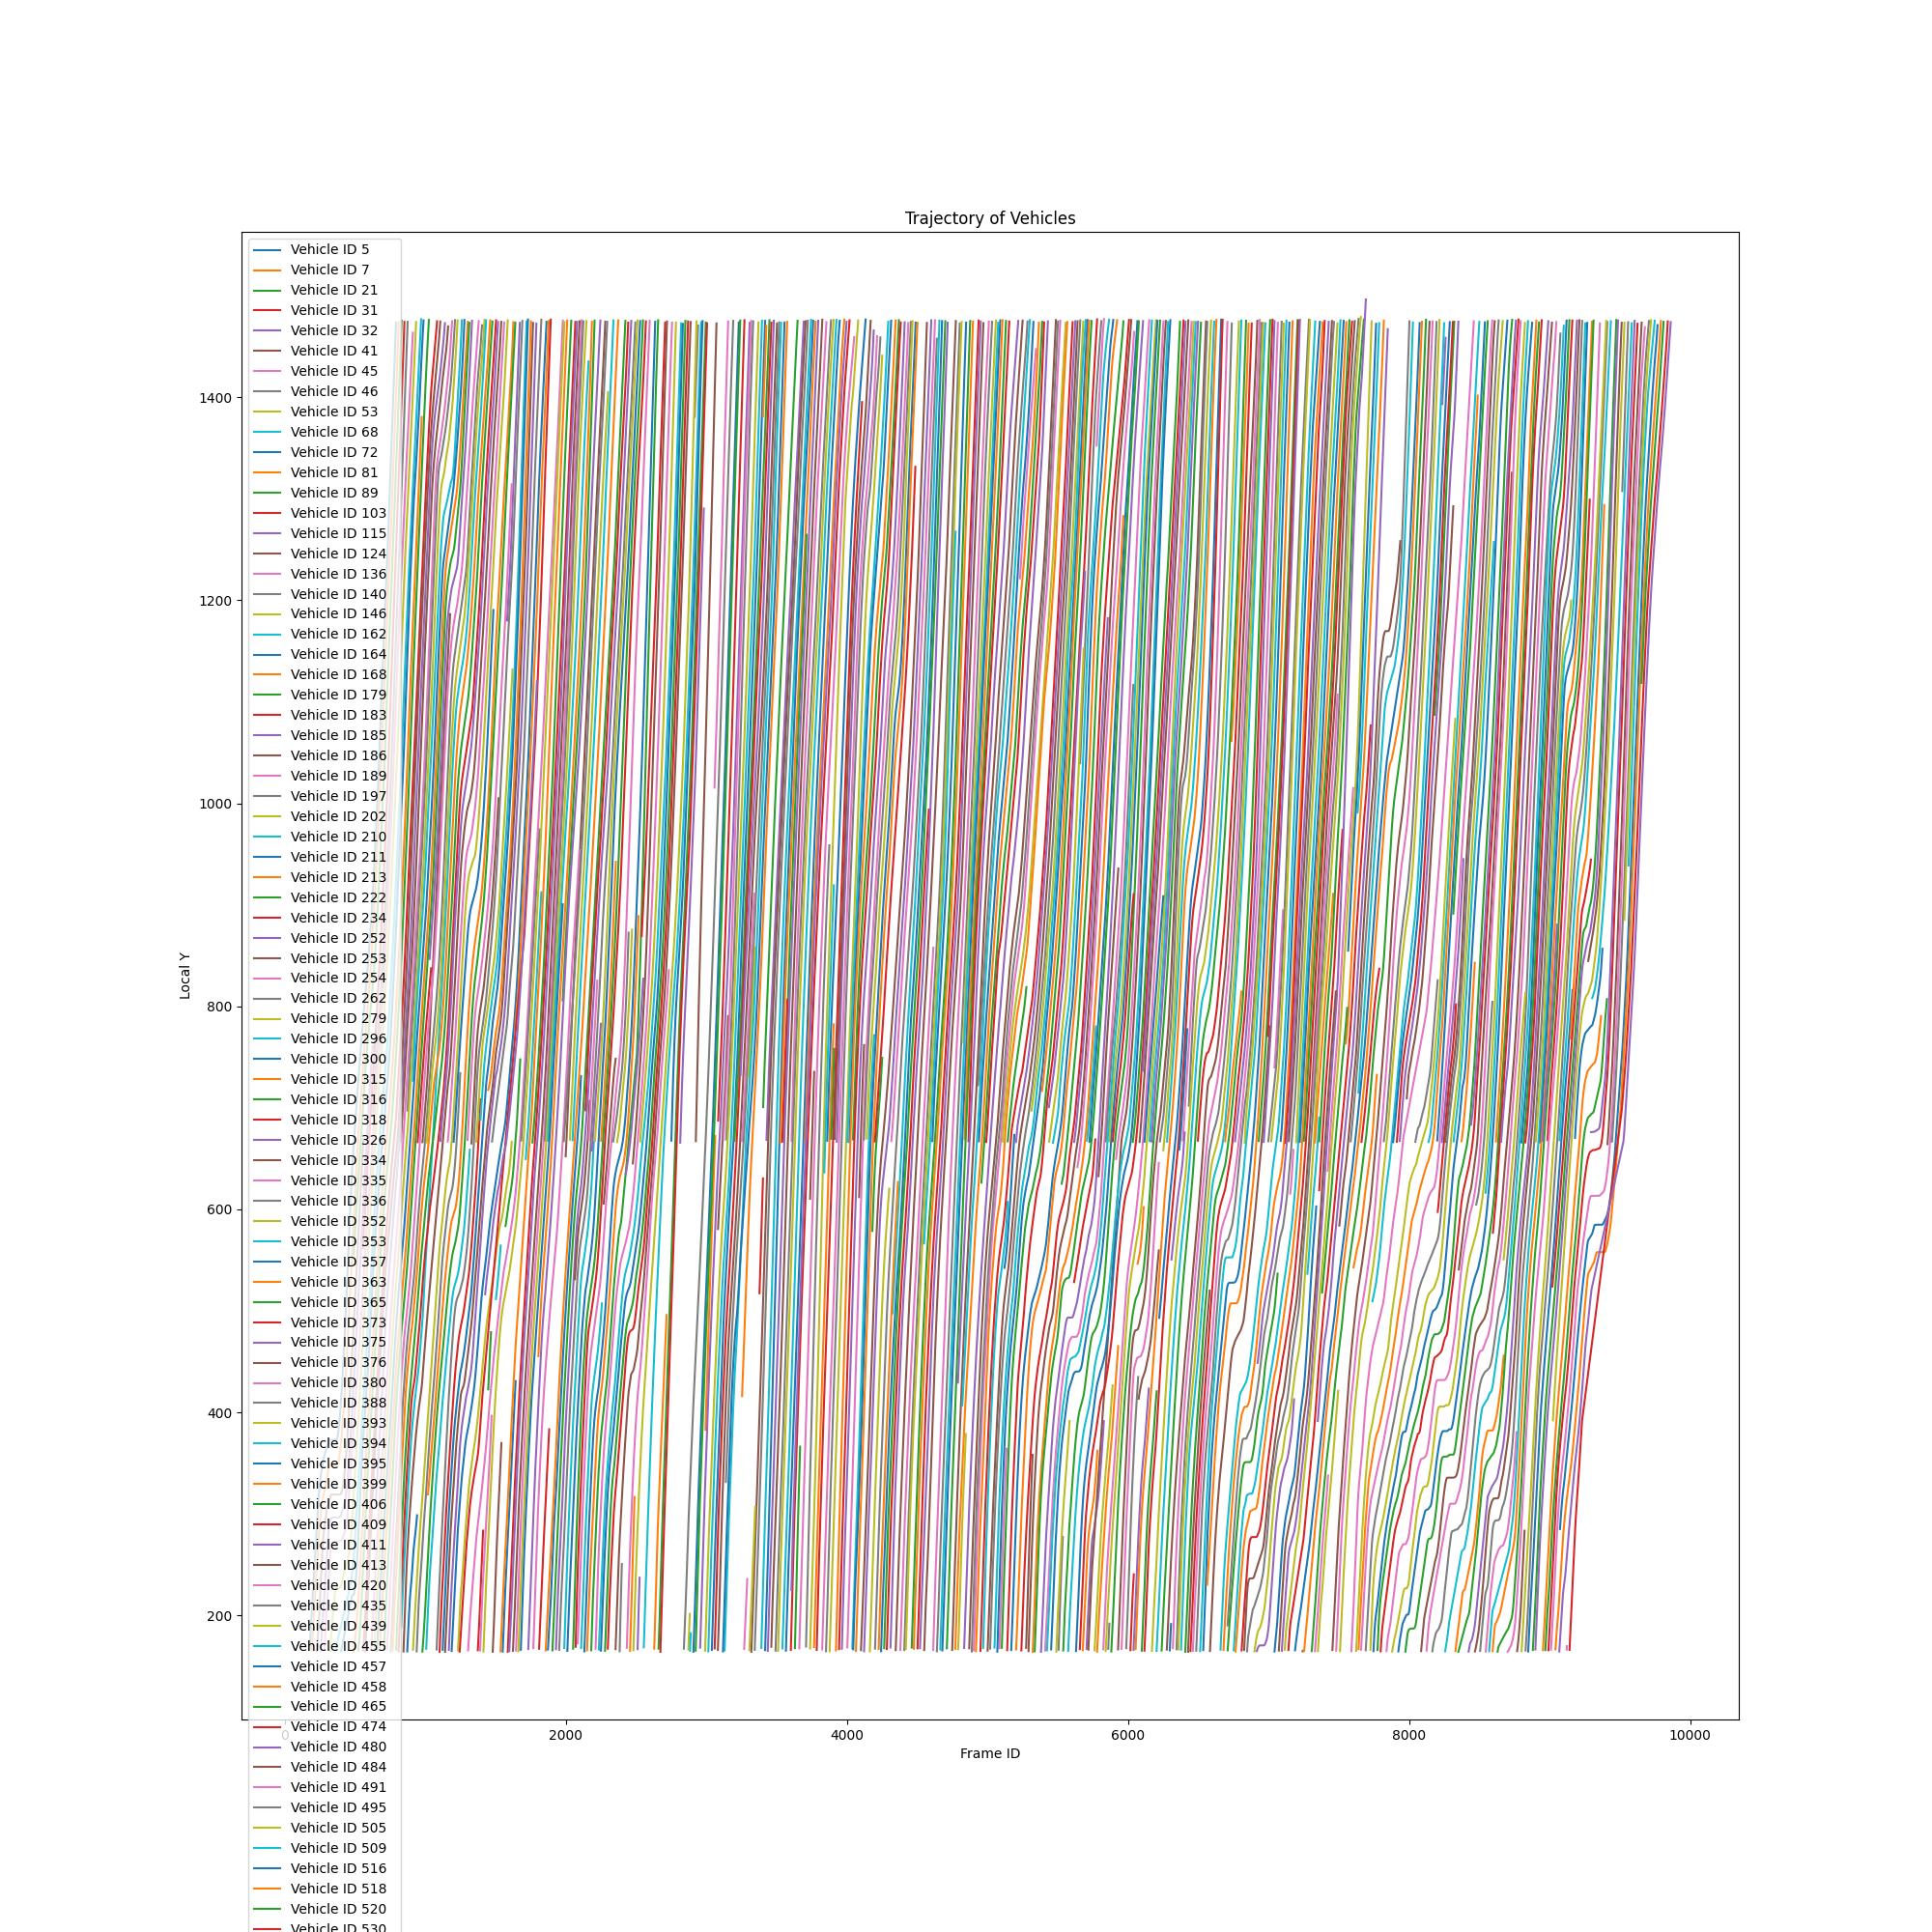 Trajectory of Vehicles
Vehicle ID 5
Vehicle ID 7
Vehicle ID 21
Vehicle ID 31
Vehicle ID 32
Vehicle ID 41
Vehicle ID 45
Vehicle ID 46
Vehicle ID 53
Vehicle ID 68
Vehicle ID 72
Vehicle ID 81
Vehicle ID 89
Vehicle ID 103
Vehicle ID 115
Vehicle ID 124
Vehicle ID 136
Vehicle ID 140
Vehicle ID 146
Vehicle ID 162
Vehicle ID 164
Vehicle ID 168
Vehicle ID 179
Vehicle ID 183
Vehicle ID 185
Vehicle ID 186
Vehicle ID 189
Vehicle ID 197
Vehicle ID 202
Vehicle ID 210
Vehicle ID 211
Vehicle ID 213
Vehicle ID 222
Vehicle ID 234
Vehicle ID 252
Vehicle ID 253
Vehicle ID 254
Vehicle ID 262
Vehicle ID 279
Vehicle ID 296
Vehicle ID 300
Vehicle ID 315
Vehicle ID 316
Vehicle ID 318
Vehicle ID 326
Vehicle ID 334
Vehicle ID 335
Vehicle ID 336
Vehicle ID 352
Vehicle ID 353
Vehicle ID 357
Vehicle ID 363
Vehicle ID 365
Vehicle ID 373
Vehicle ID 375
Vehicle ID 376
Vehicle ID 380
Vehicle ID 388
Vehicle ID 393
Vehicle ID 394
Vehicle ID 395
Vehicle ID 399
Vehicle ID 406
Vehicle ID 409
Vehicle ID 411
Vehicle ID 413
Vehicle ID 420
Vehicle ID 435
Vehicle ID 439
Vehicle ID 455
Vehicle ID 457
Vehicle ID 458
Vehicle ID 465
Vehicle ID 474
Vehicle ID 480
Vehicle ID 484
Vehicle ID 491
Vehicle ID 495
Vehicle ID 505
Vehicle ID 509
Vehicle ID 516
Vehicle ID 518
Vehicle ID 520
Vehicle ID 530
1400
1200
1000
800
600
400
200
Local Y
0
2000
4000
6000
8000
10000
Frame ID